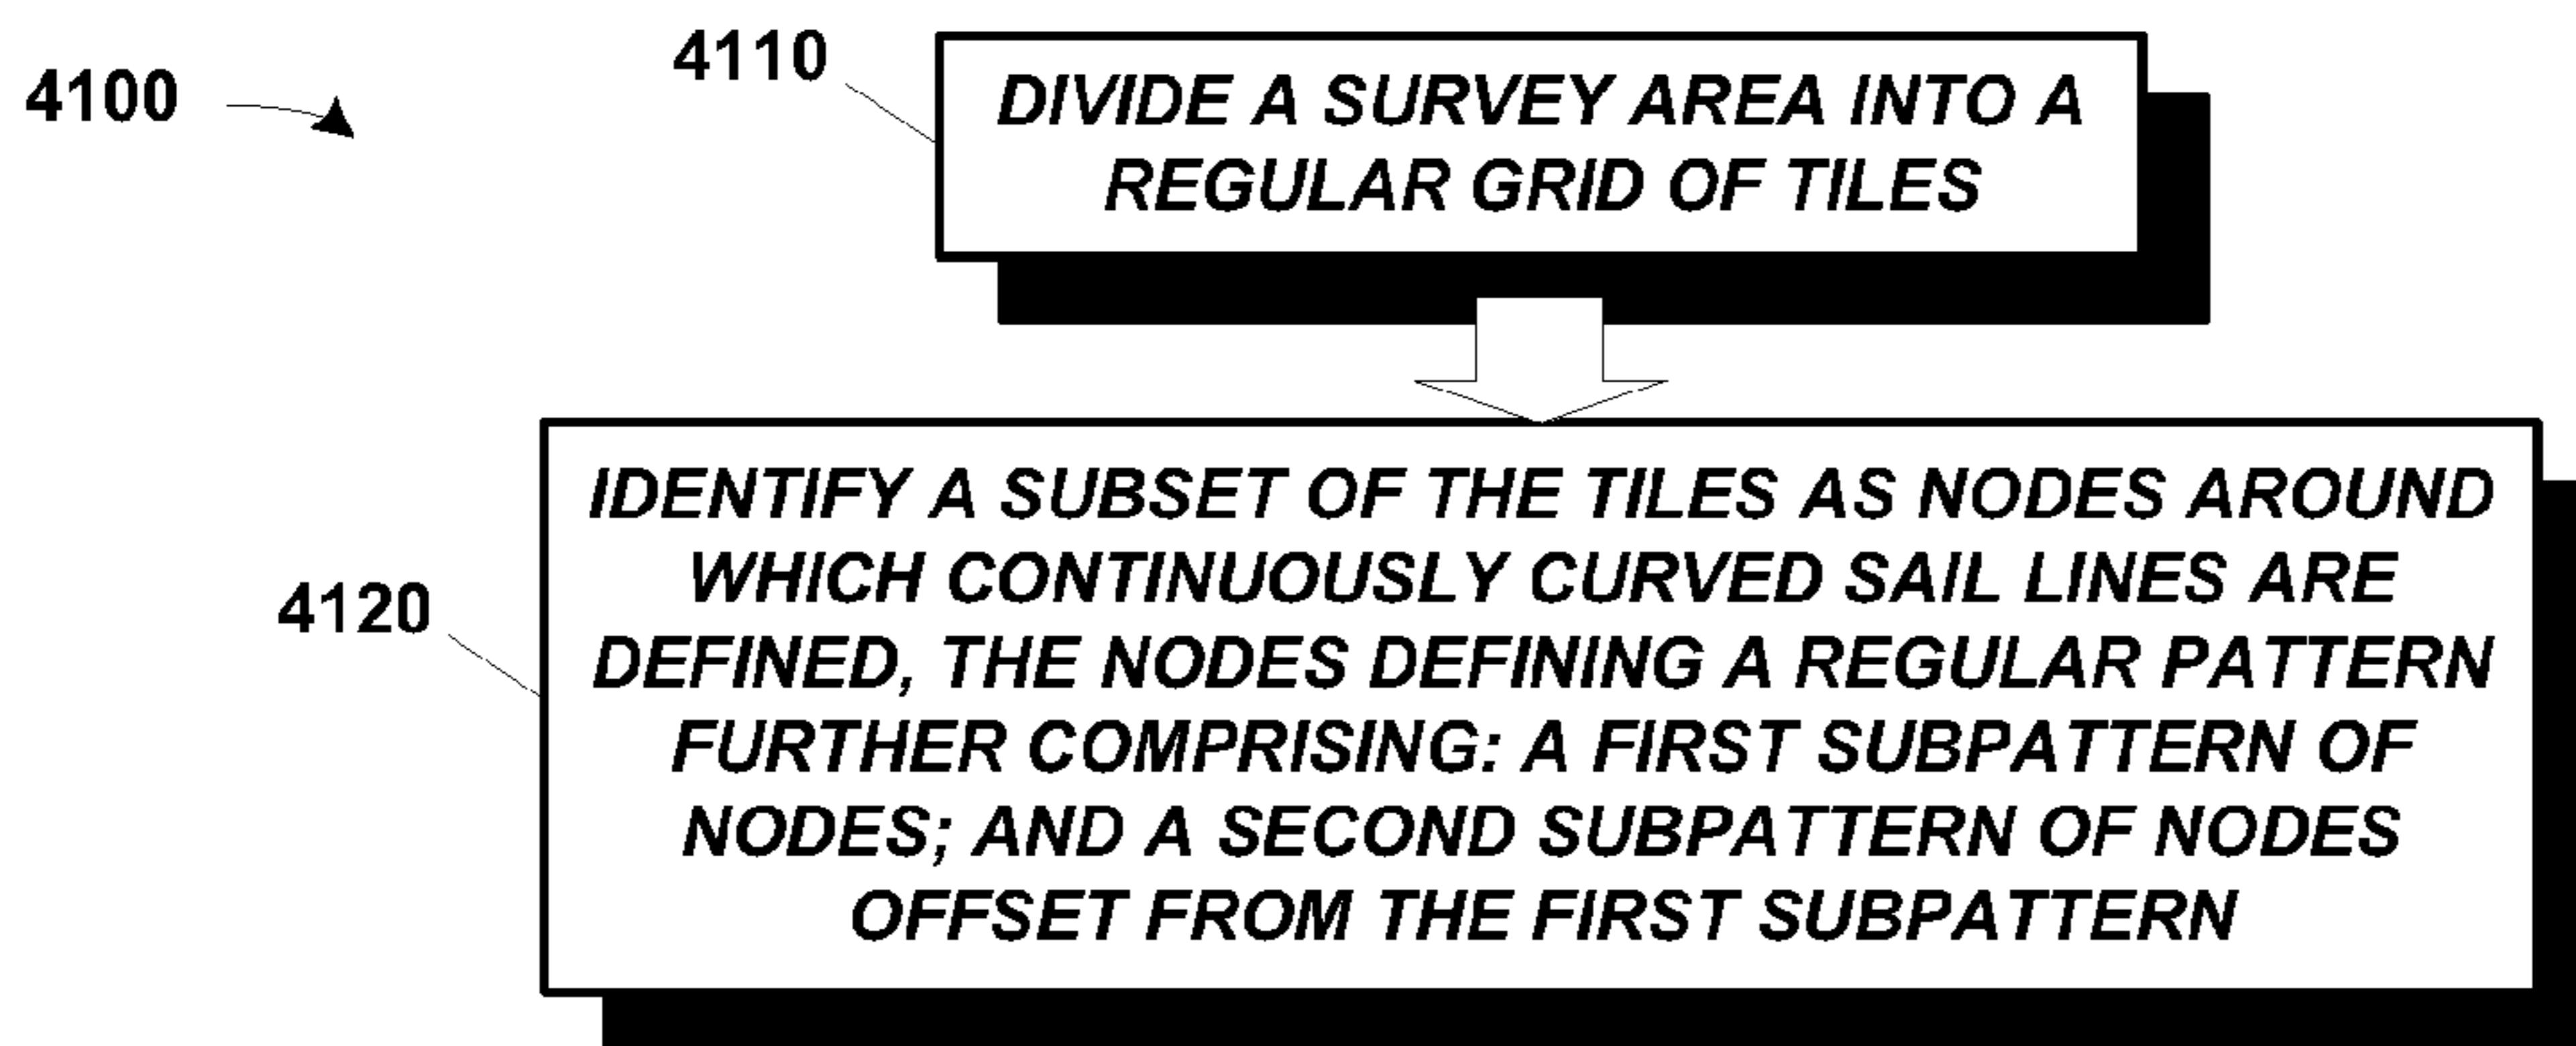 4100
4110
DIVIDE A SURVEY AREA INTO A
REGULAR GRID OF TILES
4120
IDENTIFY A SUBSET OF THE TILES AS NODES AROUND
WHICH CONTINUOUSLY CURVED SAIL LINES ARE
DEFINED, THE NODES DEFINING A REGULAR PATTERN
FURTHER COMPRISING: A FIRST SUBPATTERN OF
NODES; AND A SECOND SUBPATTERN OF NODES
OFFSET FROM THE FIRST SUBPATTERN